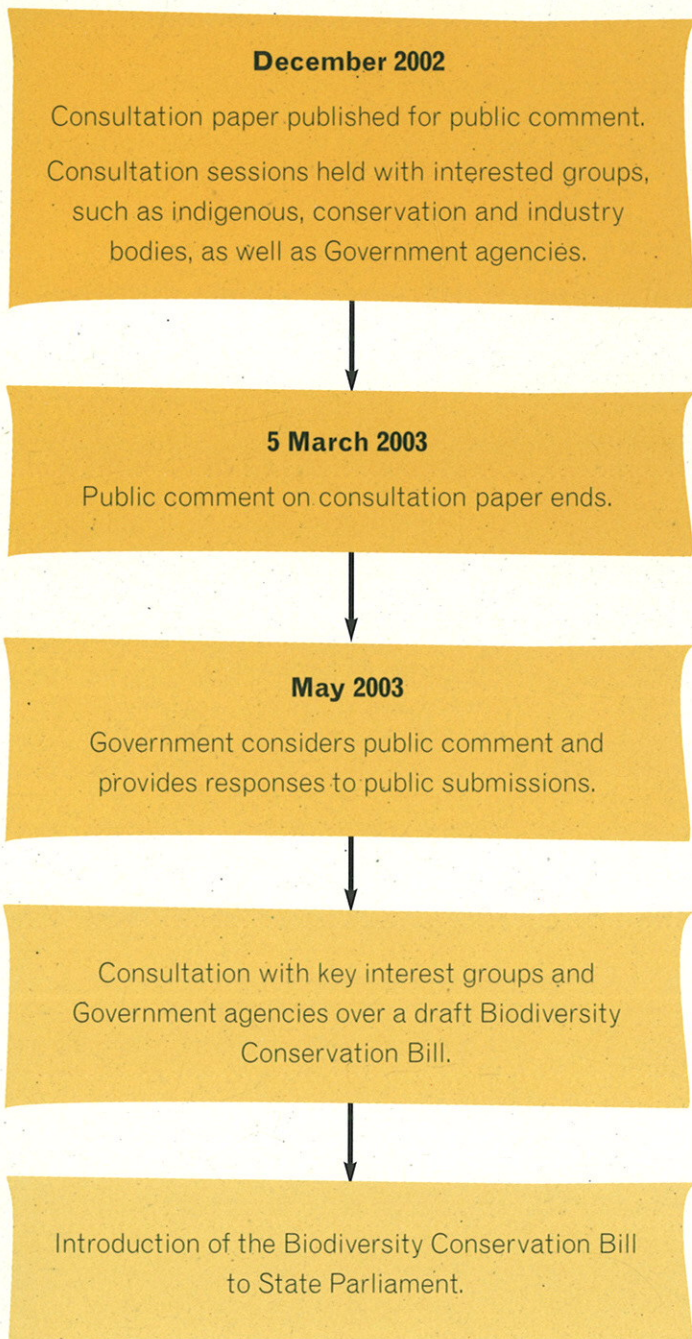 December 2002
Consultation paper published for public comment.
Consultation sessions held with interested groups,
such as indigenous, conservation and industry
bodies, as well as Government agencies.
5 March 2003
Public comment on consultation paper ends.
May 2003
Government considers public comment and
provides responses to public submissions.
Consultation with key interest groups and
Government agencies over a draft Biodiversity
Conservation Bill.
Introduction of the Biodiversity Conservation Bill
to State Parliament.